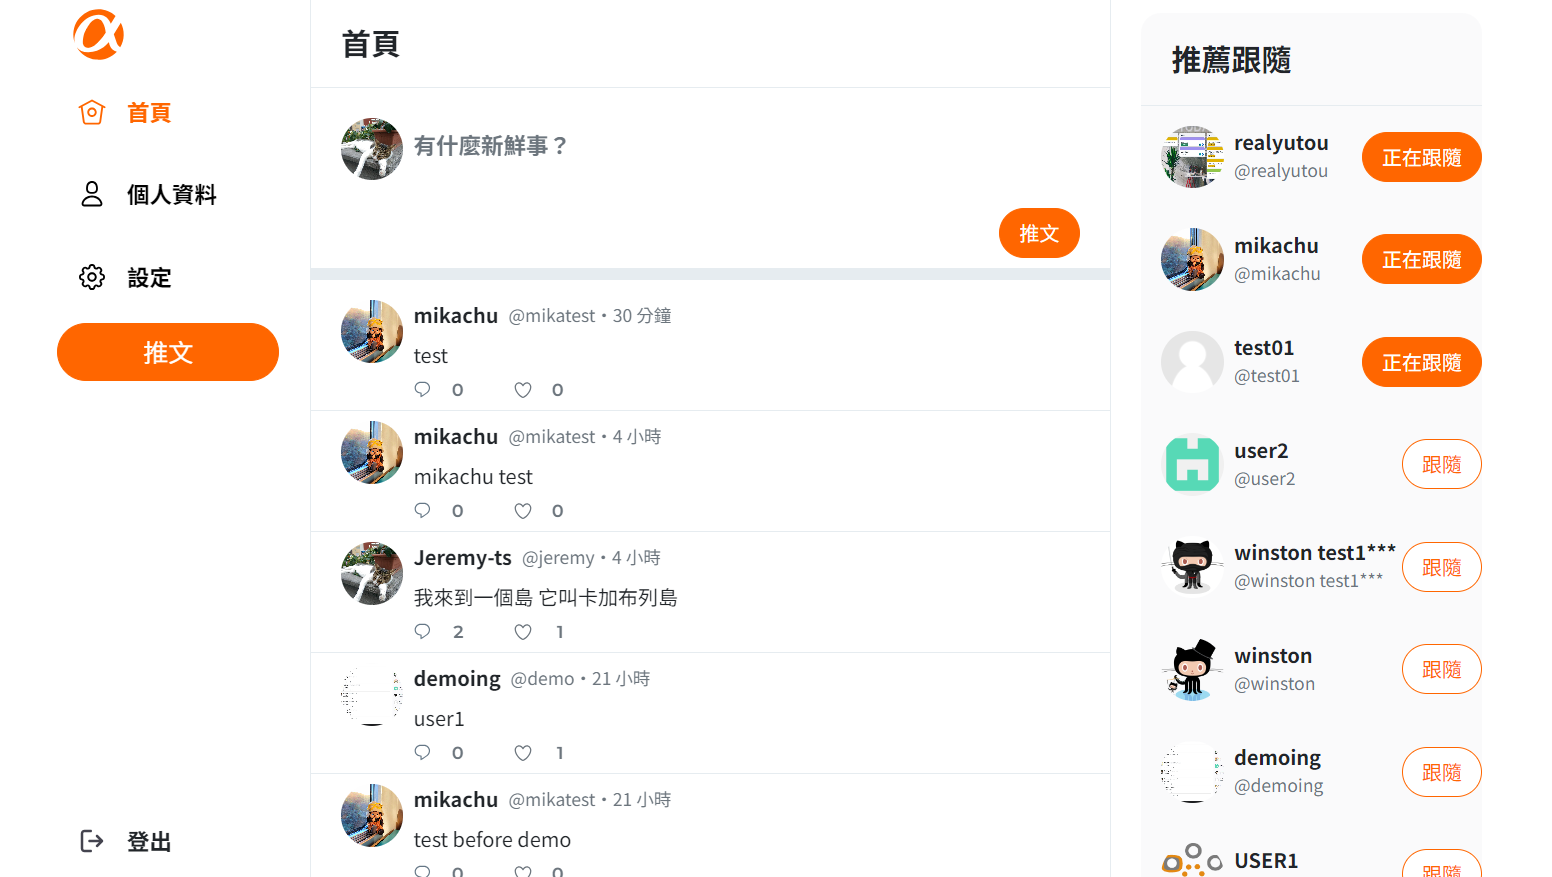 首頁
個人資料
設定
推文
登出
首頁
有什麼新鮮事？
推文
mikachu @mikatest・30 分鐘
test
0 0
mikachu @mikatest・4 小時
mikachu test
0 0
Jeremy-ts @jeremy・4 小時
我來到一個島 它叫卡加布列島
2 1
demoing @demo・21 小時
user1
0 1
mikachu @mikatest・21 小時
test before demo
0 0
推薦跟隨
realyutou
@realyutou
正在跟隨
mikachu
@mikachu
正在跟隨
test01
@test01
正在跟隨
user2
@user2
跟隨
winston test1***
@winston test1***
跟隨
winston
@winston
跟隨
demoing
@demoing
跟隨
USER1
跟隨